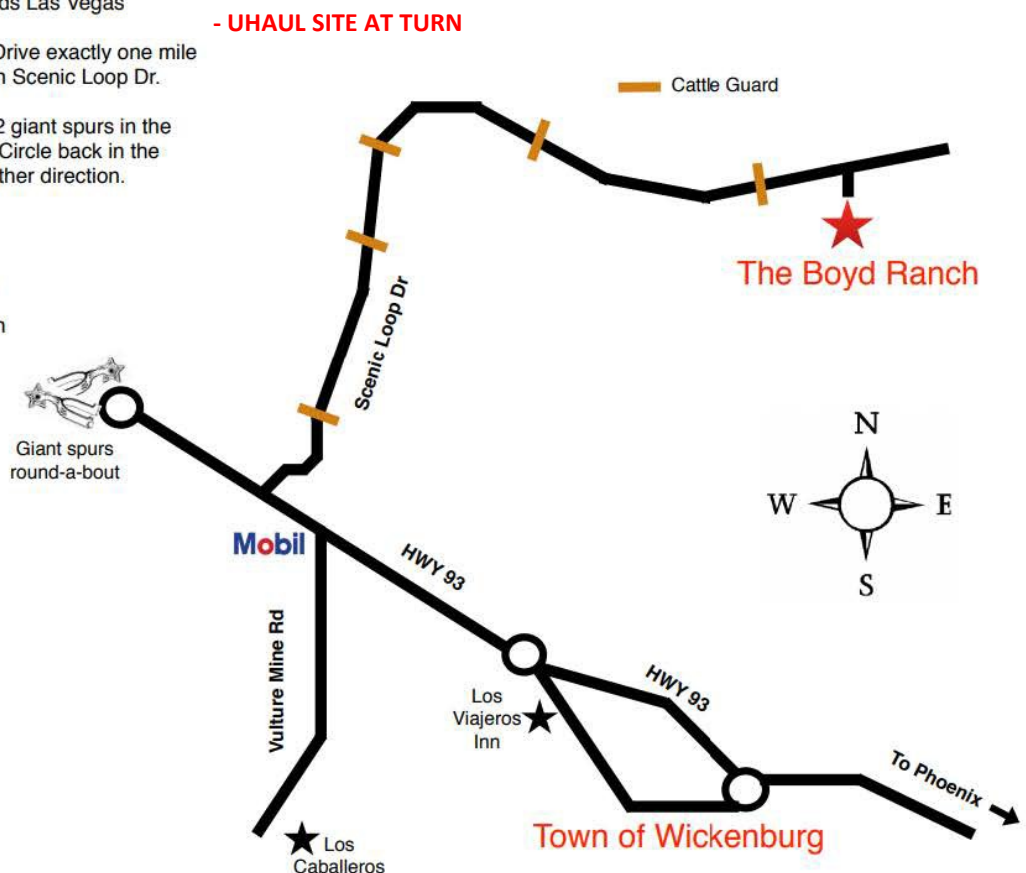 ds Las Vegas
- UHAUL SITE AT TURN
Drive exactly one mile
n Scenic Loop Dr.
2 giant spurs in the
Circle back in the
ther direction.
n
Cattle Guard
The Boyd Ranch
Scenic Loop Dr
Giant spurs
round-a-bout
N
W E
S
Mobil
HWY 93
Vulture Mine Rd
HWY 93
Los
Viajeros
Inn
To Phoenix
Town of Wickenburg
Los
Caballeros